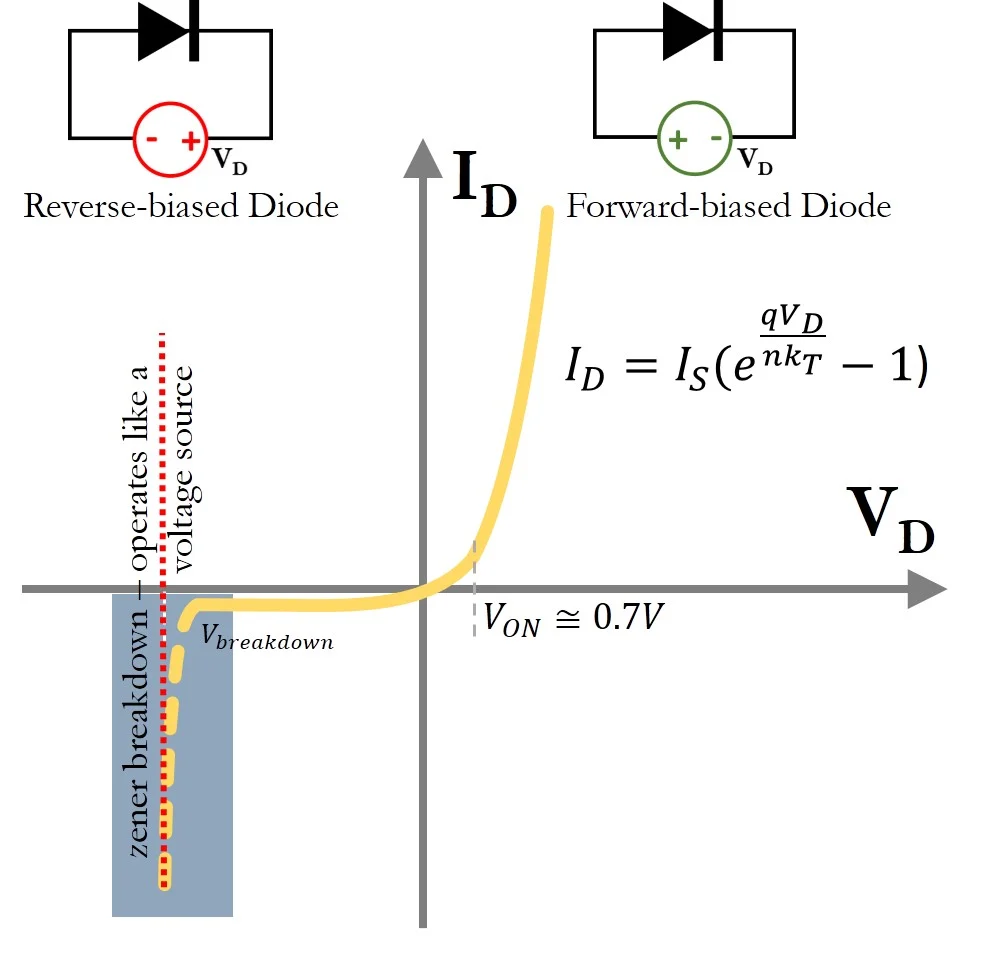 - + V_D
Reverse-biased Diode
+ - V_D
Forward-biased Diode
I_D
I_D = I_S(e^{\frac{qV_D}{nk_T}} − 1)
V_D
zener breakdown – operates like a
voltage source
V_{breakdown}
V_{ON} ≅ 0.7V